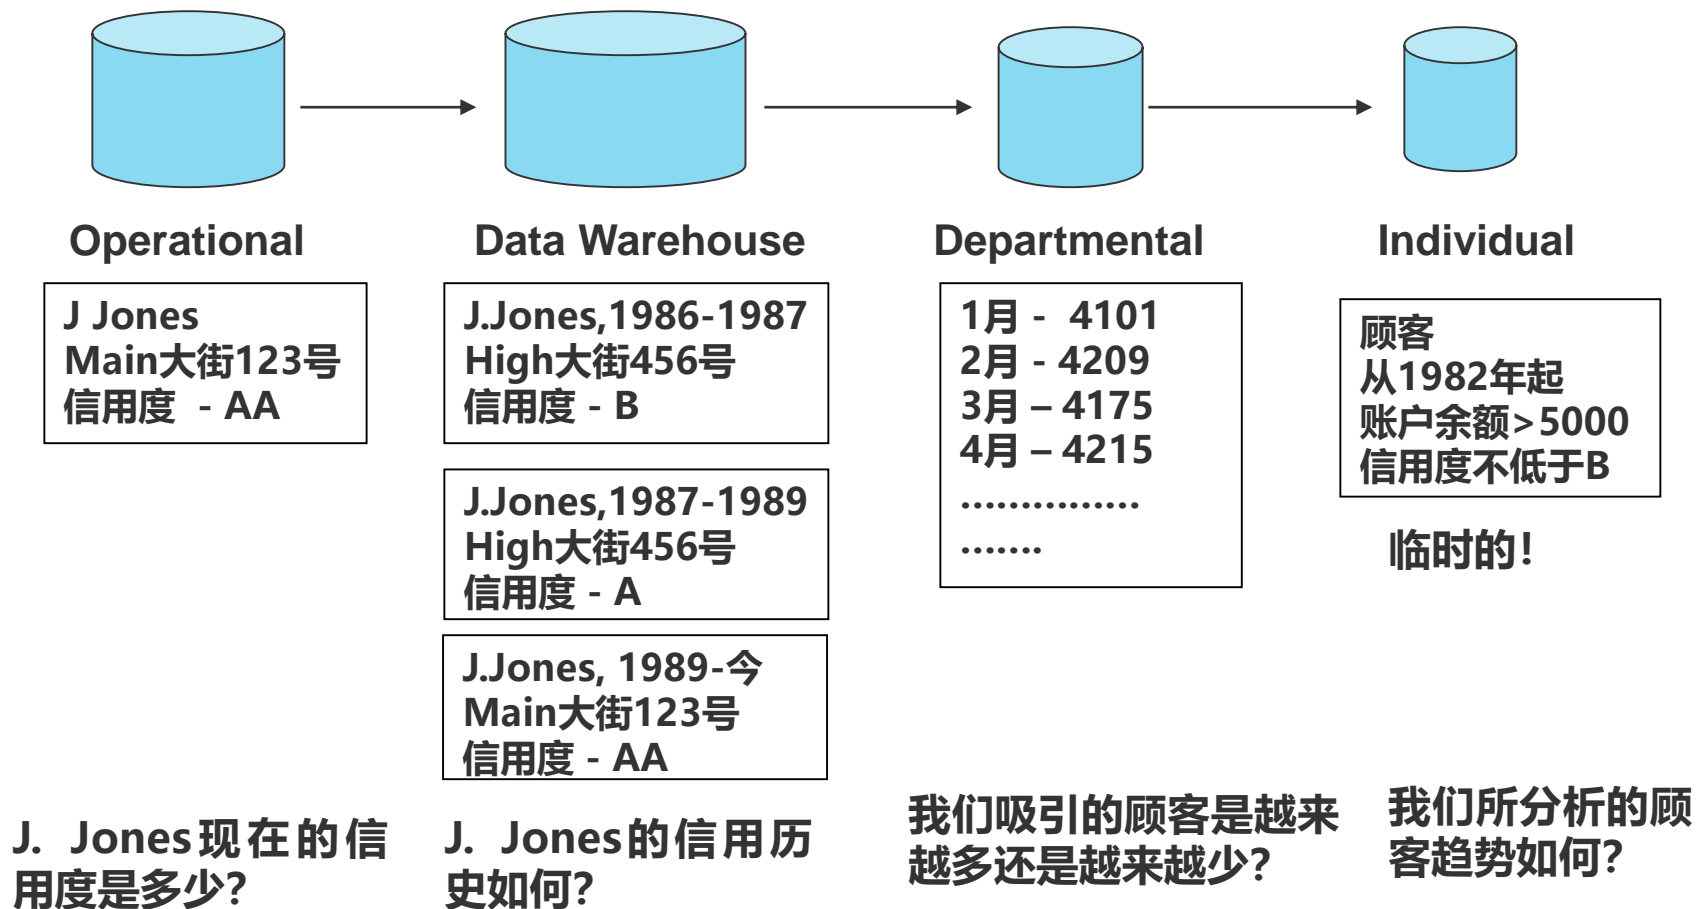 Operational
J Jones
Main大街123号
信用度 - AA
J. Jones现在的信
用度是多少?
Data Warehouse
J.Jones,1986-1987
High大街456号
信用度 - B
J.Jones,1987-1989
High大街456号
信用度 - A
J.Jones, 1989-今
Main大街123号
信用度 - AA
J. Jones的信用历
史如何?
Departmental
1月 - 4101
2月 - 4209
3月 – 4175
4月 – 4215
...............
.......
我们吸引的顾客是越来
越多还是越来越少?
Individual
顾客
从1982年起
账户余额>5000
信用度不低于B
临时的!
我们所分析的顾
客趋势如何?